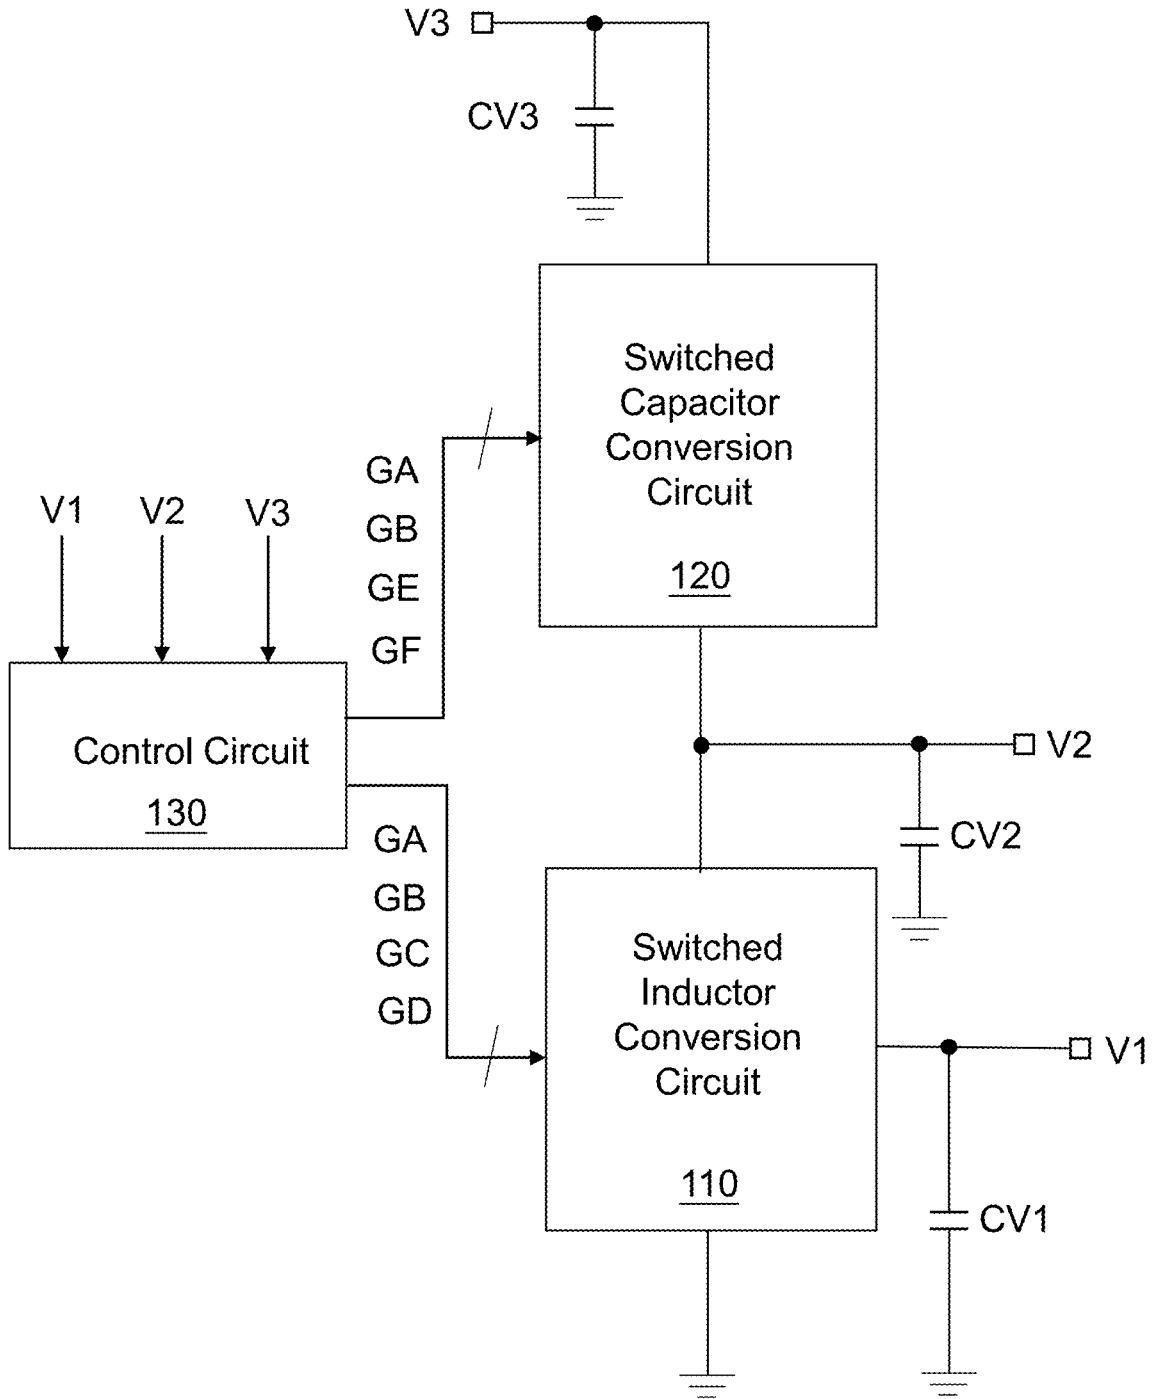 V3
CV3
Switched
Capacitor
Conversion
Circuit
120
GA
GB
GE
GF
V1 V2 V3
Control Circuit
130
V2
CV2
GA
GB
GC
GD
Switched
Inductor
Conversion
Circuit
110
V1
CV1